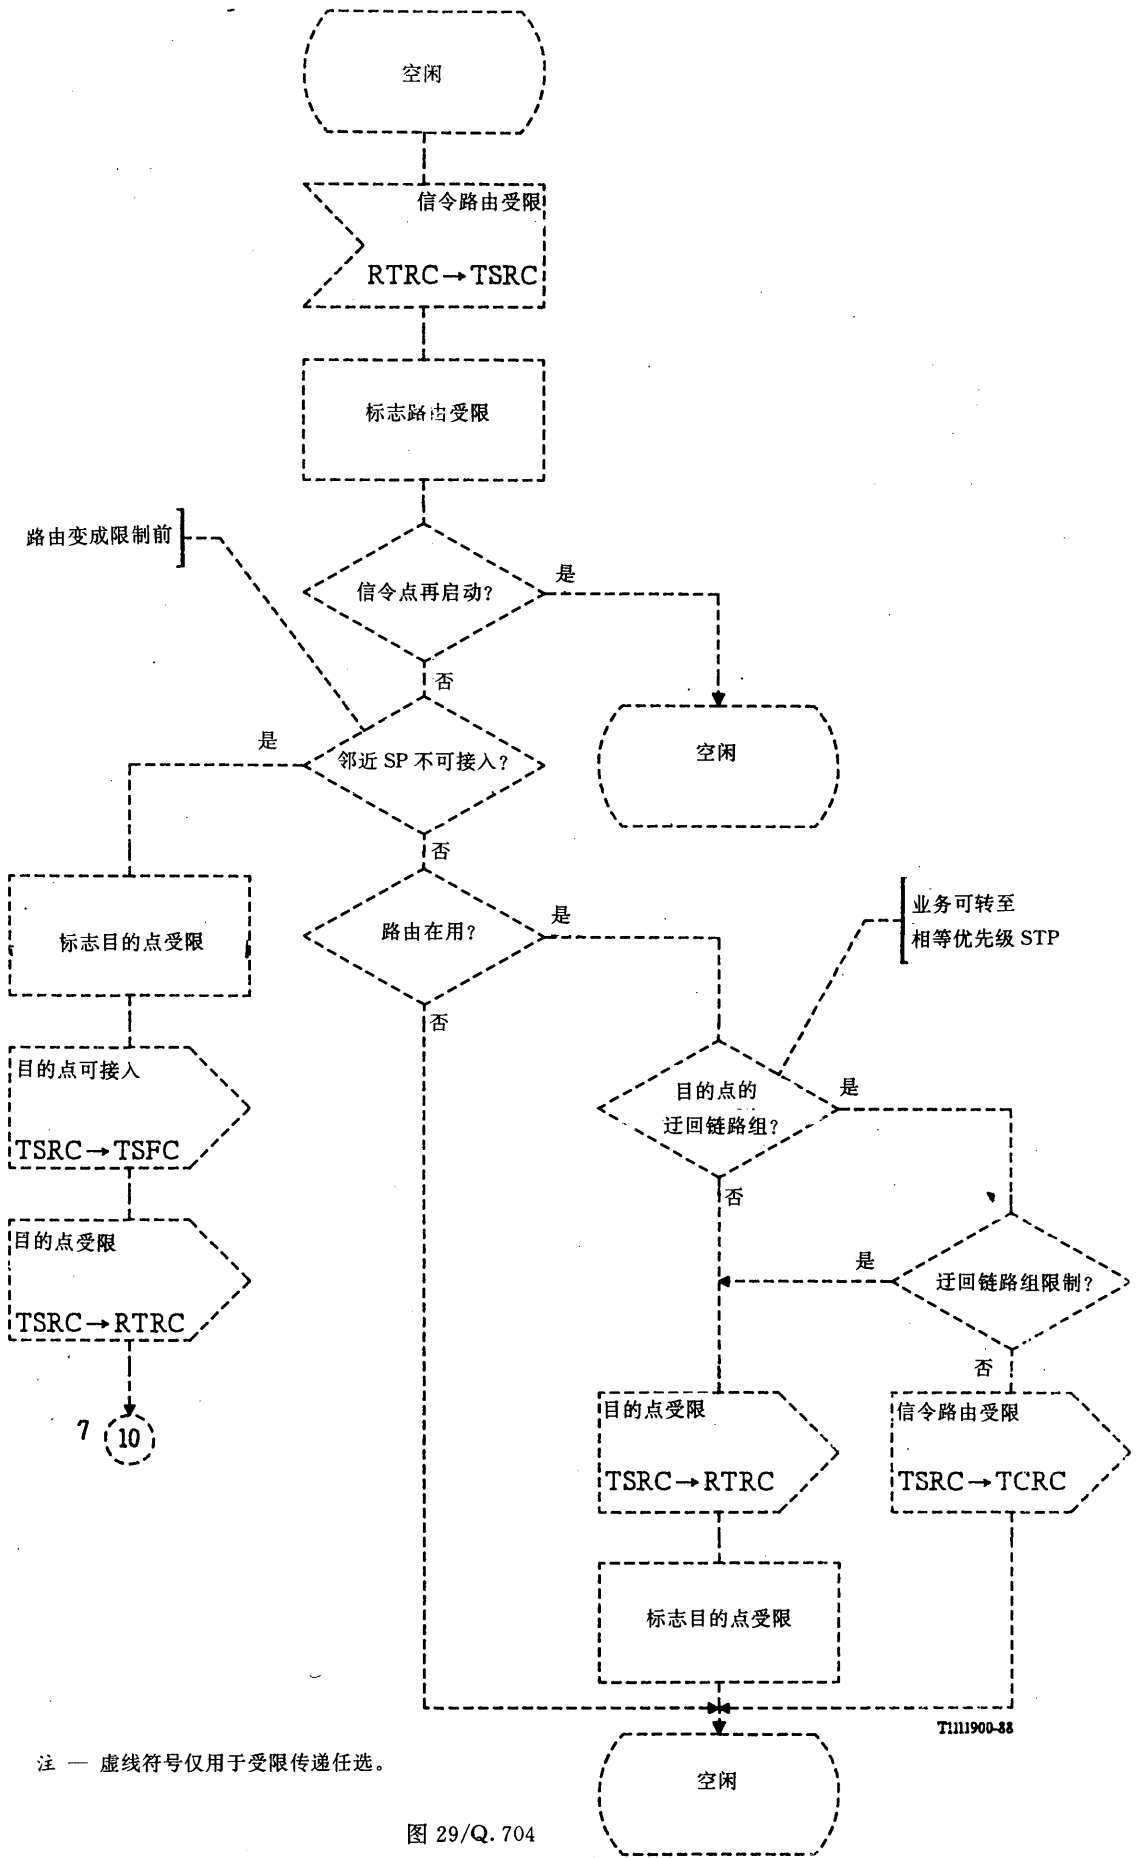 空闲
信令路由受限
RTRC→TSRC
标志路由受限
路由变成限制前
信令点再启动?
是
否
空闲
是
邻近 SP 不可接入?
否
标志目的点受限
路由在用?
是
业务可转至
相等优先级 STP
否
目的点可接入
TSRC→TSFC
目的点的
迂回链路组?
是
否
目的点受限
TSRC→RTRC
是
迂回链路组限制?
否
7
10
目的点受限
TSRC→RTRC
信令路由受限
TSRC→TCRC
标志目的点受限
T1111900-88
注 — 虚线符号仅用于受限传递任选。
空闲
图 29/Q.704